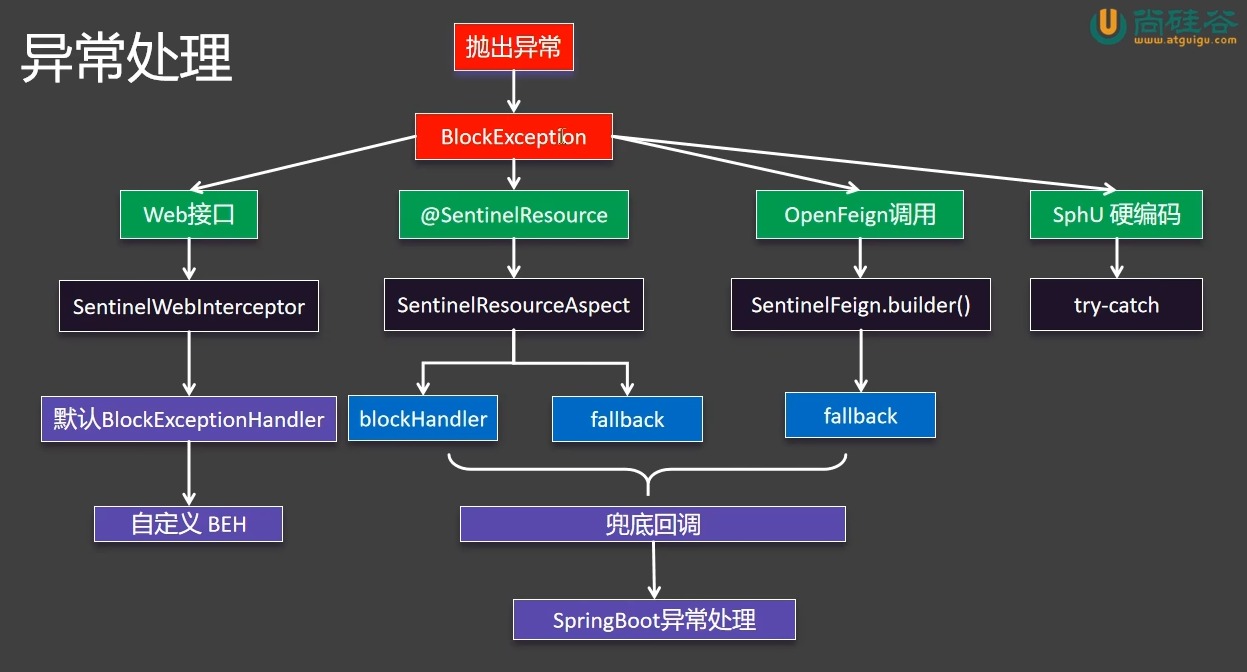 异常处理
尚硅谷
www.atguigu.com
抛出异常
BlockException
Web接口
@SentinelResource
OpenFeign调用
SphU 硬编码
SentinelWebInterceptor
SentinelResourceAspect
SentinelFeign.builder()
try-catch
默认BlockExceptionHandler
blockHandler
fallback
fallback
自定义 BEH
兜底回调
SpringBoot异常处理